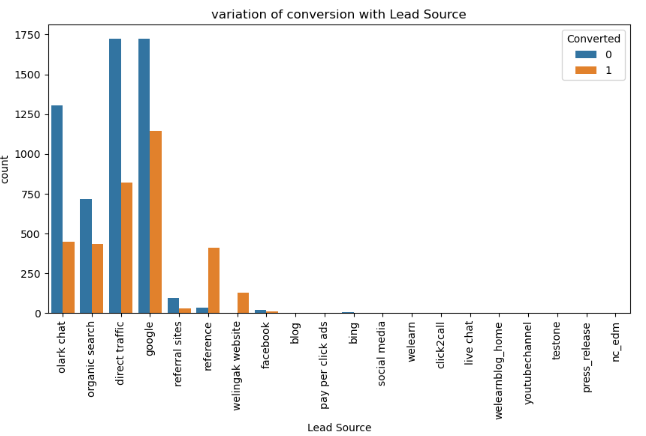 variation of conversion with Lead Source
Converted
0
1
count
1750
1500
1250
1000
750
500
250
0
olark chat
organic search
direct traffic
google
referral sites
reference
welingak website
facebook
blog
pay per click ads
bing
social media
welearn
click2call
live chat
welearnblog_home
youtubechannel
testone
press_release
nc_edm
Lead Source